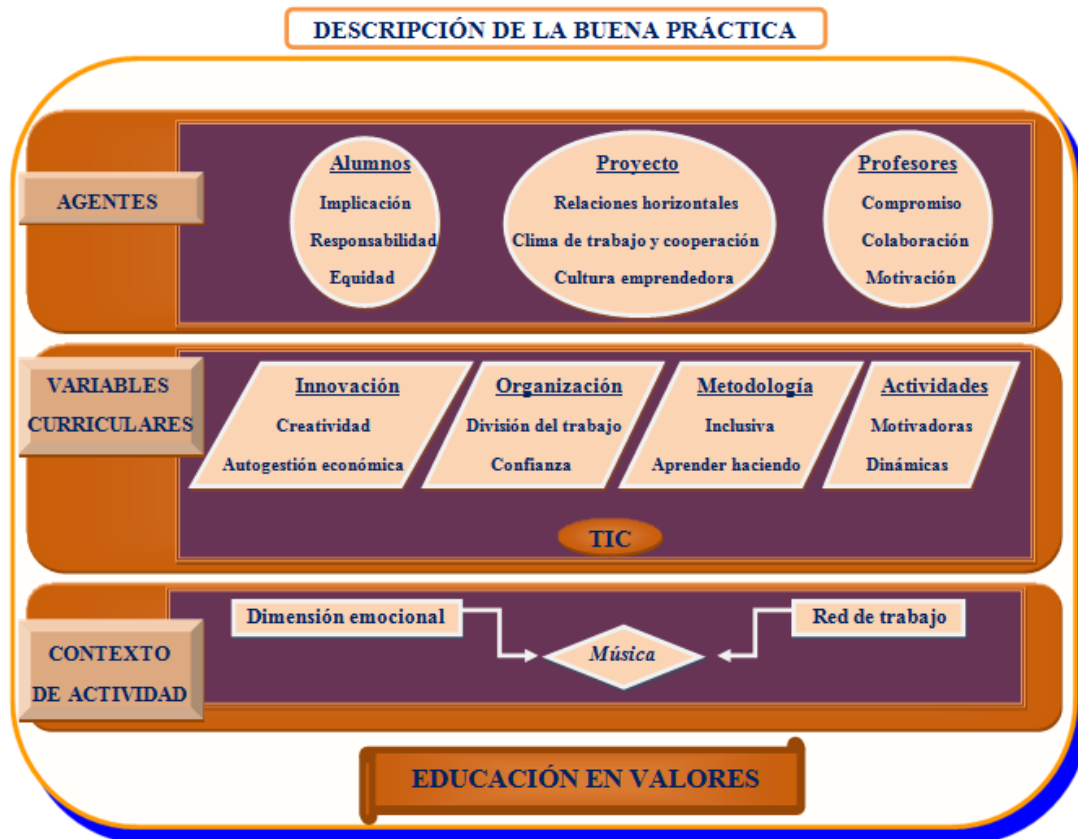 DESCRIPCIÓN DE LA BUENA PRÁCTICA
AGENTES
Alumnos
Implicación
Responsabilidad
Equidad
Proyecto
Relaciones horizontales
Clima de trabajo y cooperación
Cultura emprendedora
Profesores
Compromiso
Colaboración
Motivación
VARIABLES
CURRICULARES
Innovación
Creatividad
Autogestión económica
Organización
División del trabajo
Confianza
Metodología
Inclusiva
Aprender haciendo
Actividades
Motivadoras
Dinámicas
TIC
CONTEXTO
DE ACTIVIDAD
Dimensión emocional
Música
Red de trabajo
EDUCACIÓN EN VALORES